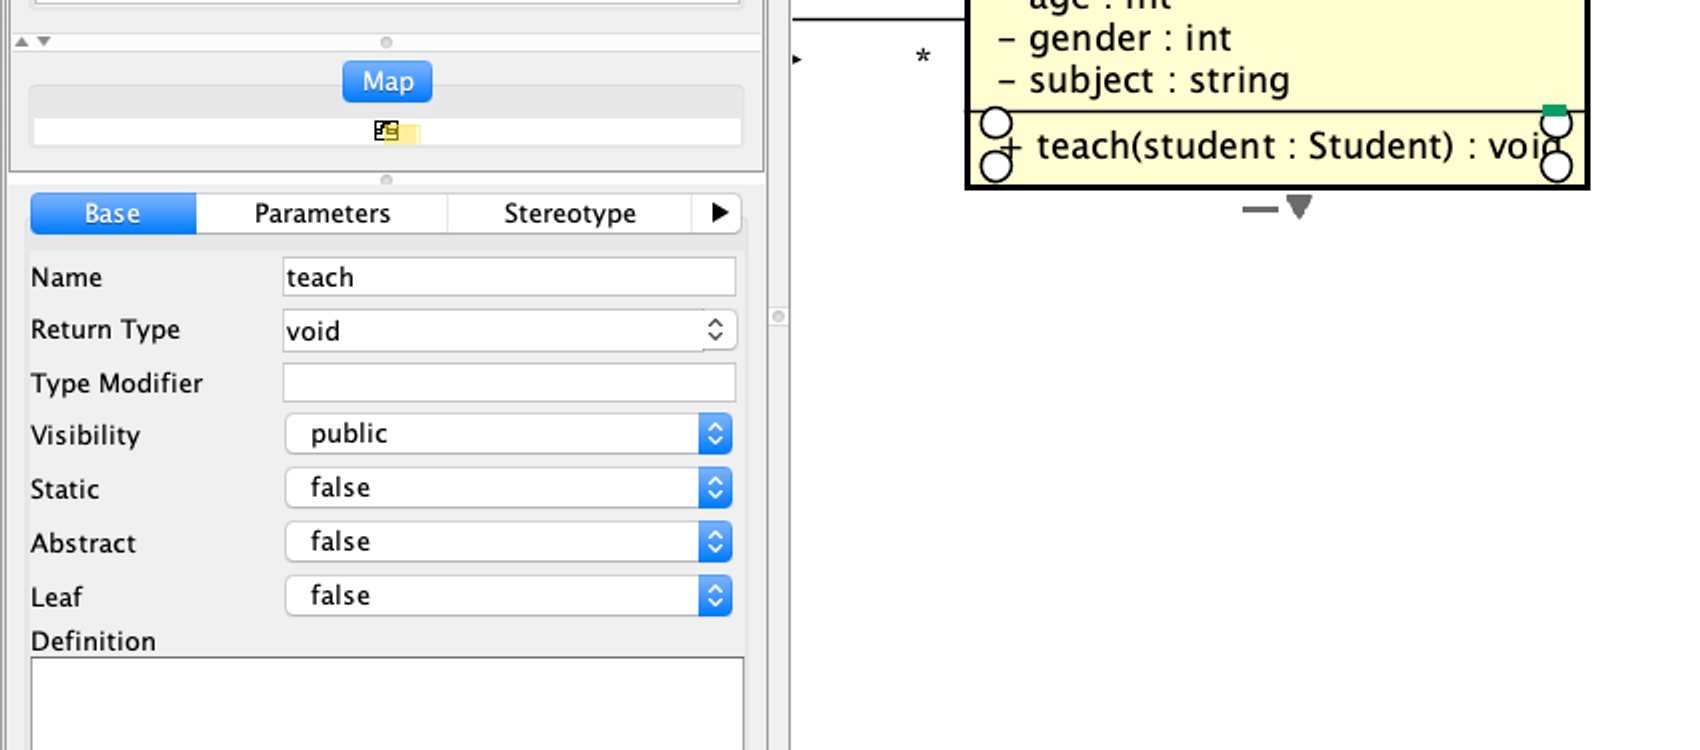 Map
Base Parameters Stereotype
Name teach
Return Type void
Type Modifier
Visibility public
Static false
Abstract false
Leaf false
Definition
*
age : int
- gender : int
- subject : string
+ teach(student : Student) : void